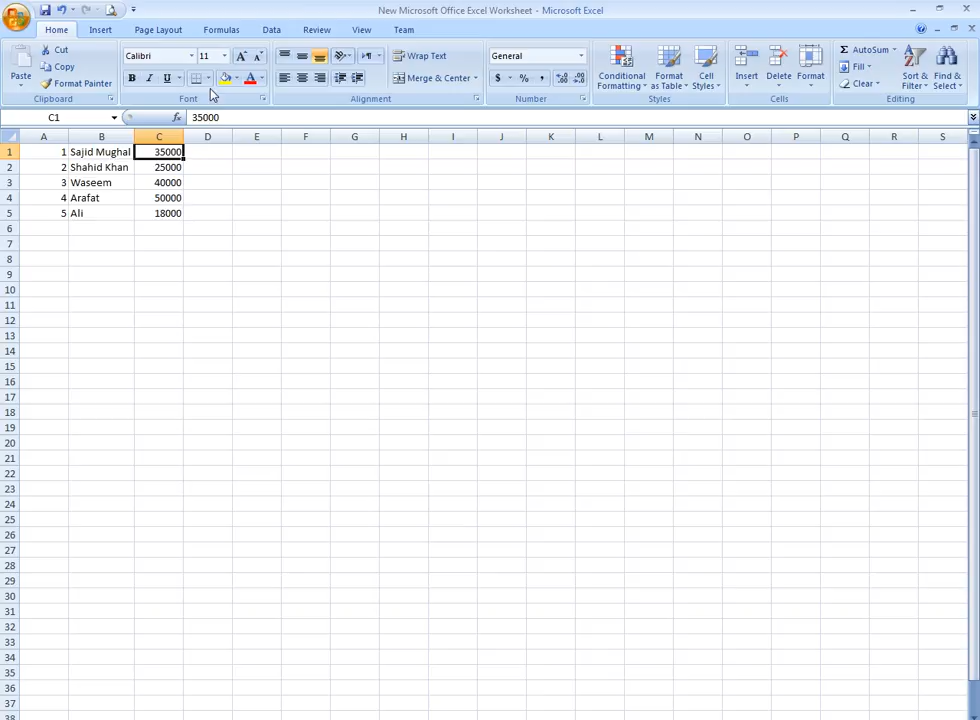 New Microsoft Office Excel Worksheet - Microsoft Excel
Home Insert Page Layout Formulas Data Review View Team
Cut
Copy
Format Painter
Paste
Clipboard
Calibri 11
B I U
Font
Wrap Text
Merge & Center
Alignment
General
$ % ,
Number
Conditional Formatting
Format as Table
Cell Styles
Styles
Insert Delete Format
Cells
AutoSum
Fill
Clear
Sort & Filter
Find & Select
Editing
C1 fx 35000
A B C D E F G H I J K L M N O P Q R S
1 1 Sajid Mughal 35000
2 2 Shahid Khan 25000
3 3 Waseem 40000
4 4 Arafat 50000
5 5 Ali 18000
6
7
8
9
10
11
12
13
14
15
16
17
18
19
20
21
22
23
24
25
26
27
28
29
30
31
32
33
34
35
36
37
38